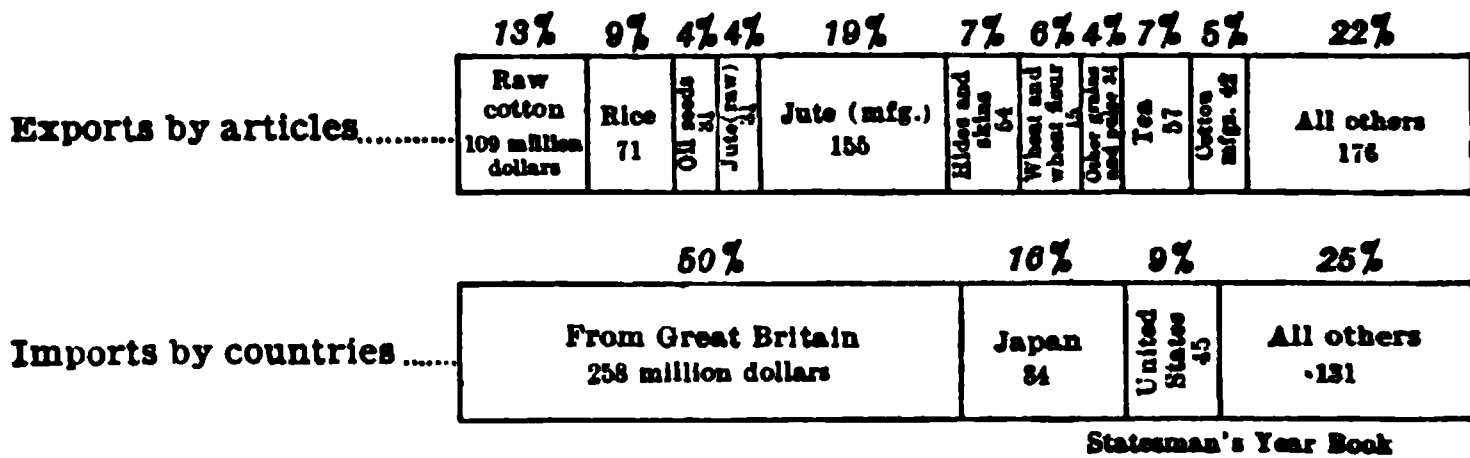 13% 9% 4% 4% 19% 7% 6% 4% 7% 5% 22%
Exports by articles
Raw
cotton
109 million
dollars
Rice
71
Oil seeds
31
Jute (raw)
Jute (mfg.)
155
Hides and
skins
54
Wheat and
wheat flour
Other grains
and pulse 34
Tea
57
Cotton
mfgs. 42
All others
176
50% 16% 9% 25%
Imports by countries
From Great Britain
258 million dollars
Japan
84
United
States
45
All others
131
Statesman's Year Book